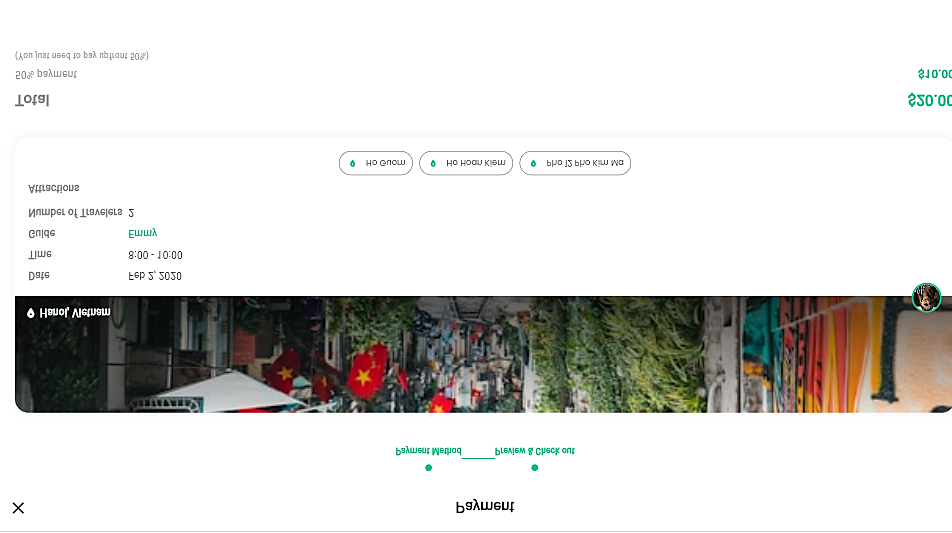 Payment
Payment Method
Preview & Check out
Hanoi, Vietnam
Date Feb 2, 2020
Time 8:00 - 10:00
Guide Emmy
Number of Travelers 2
Attractions
Ho Guom
Ho Hoan Kiem
Pho 12 Pho Kim Ma
Total $20.00
50% payment $10.00
(You just need to pay upfront 50%)